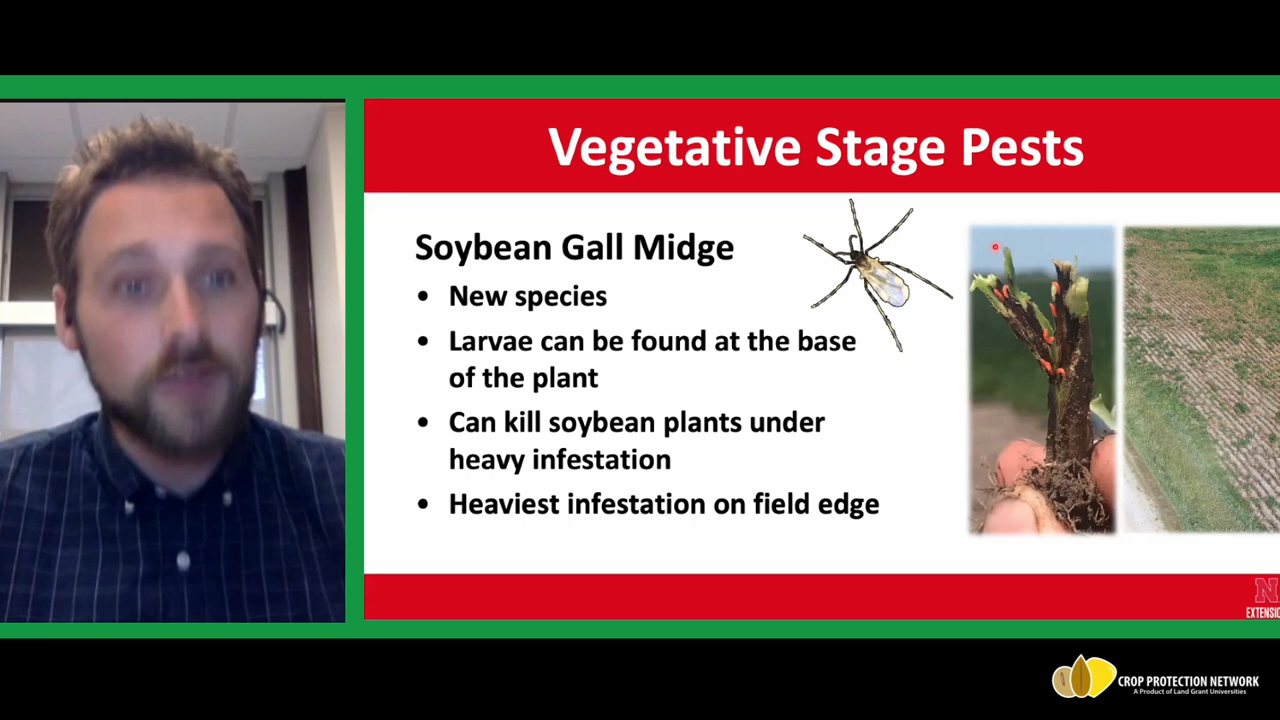 Vegetative Stage Pests
Soybean Gall Midge
• New species
• Larvae can be found at the base
of the plant
• Can kill soybean plants under
heavy infestation
• Heaviest infestation on field edge
N
EXTENSIO
CROP PROTECTION NETWORK
A Product of Land Grant Universities